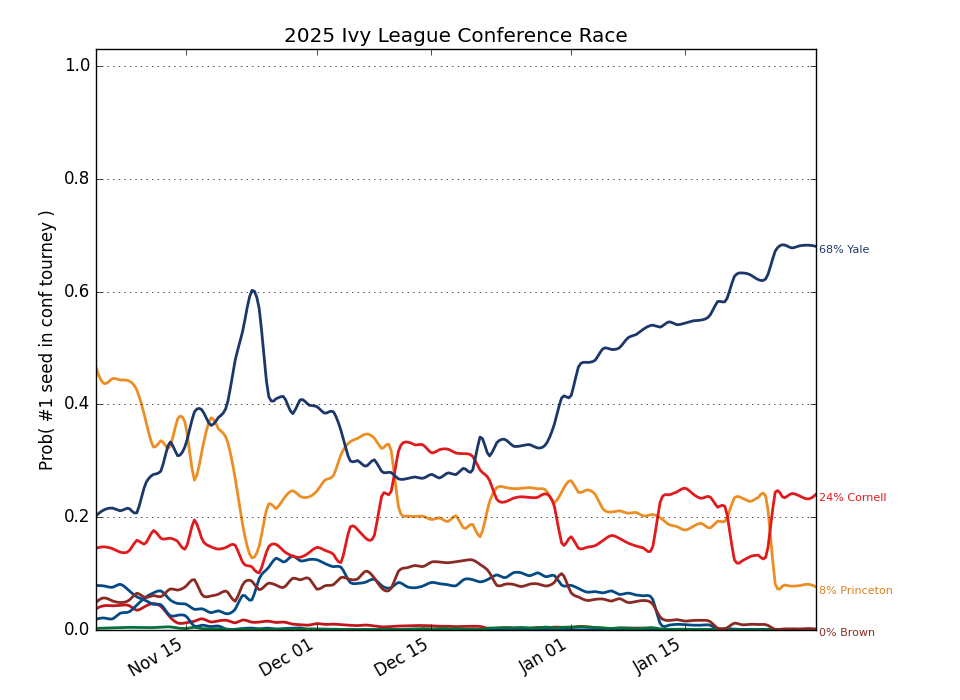 2025 Ivy League Conference Race
Prob( #1 seed in conf tourney )
1.0
0.8
0.6
0.4
0.2
0.0
68% Yale
24% Cornell
8% Princeton
0% Brown
Nov 15
Dec 01
Dec 15
Jan 01
Jan 15